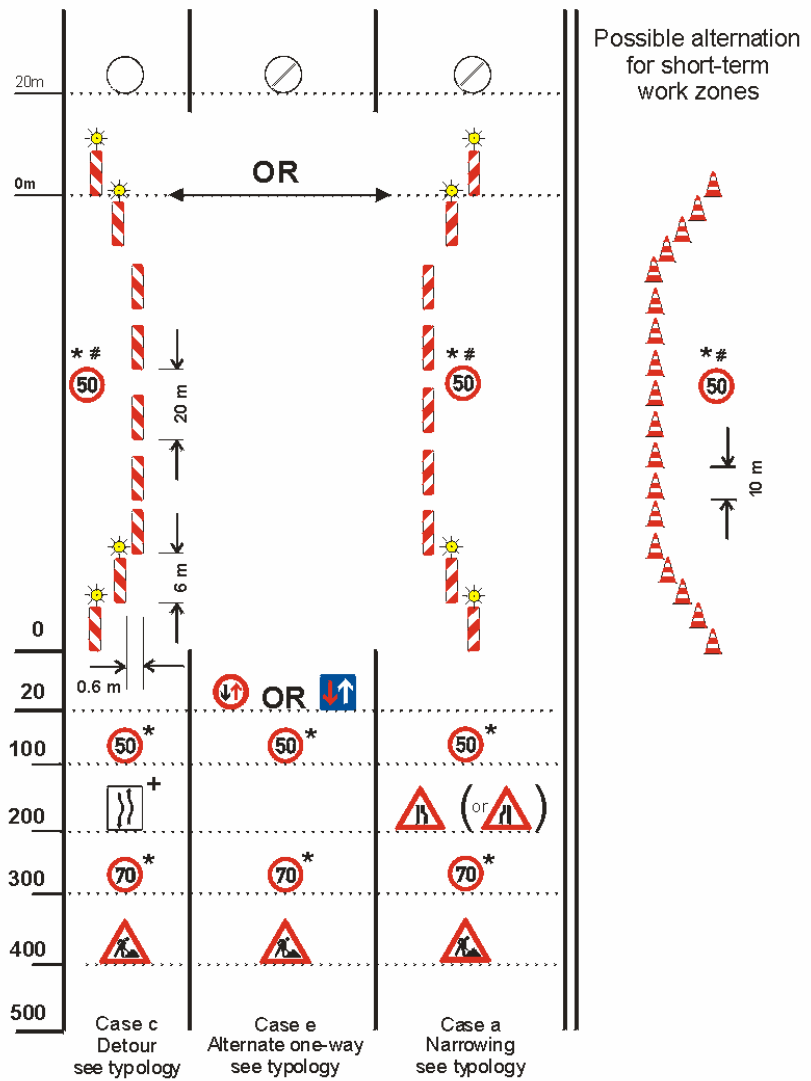 Possible alternation
for short-term
work zones
20m
0m
OR
* #
50
20 m
* #
50
*#
50
10 m
6 m
0
0.6 m
20
OR
100
50 *
50 *
50 *
+
200
( or )
300
70 *
70 *
70 *
400
500
Case c
Detour
see typology
Case e
Alternate one-way
see typology
Case a
Narrowing
see typology